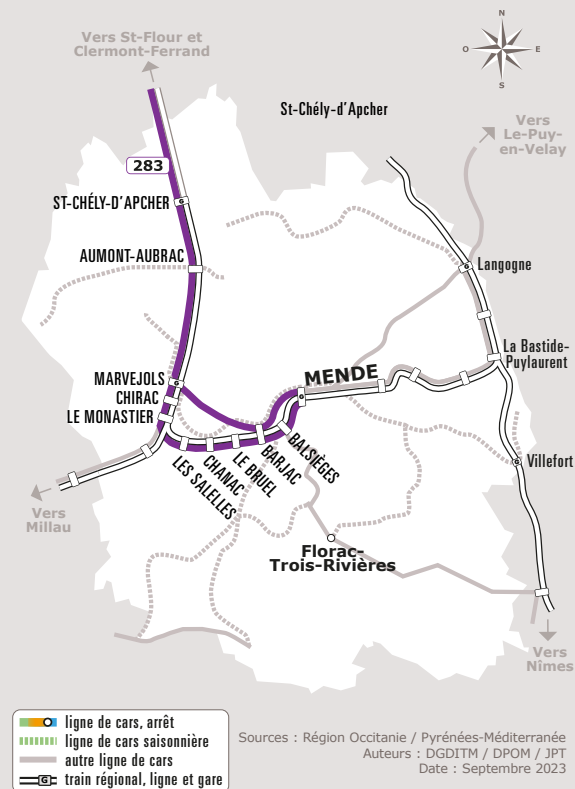 N
O
E
S
Vers St-Flour et
Clermont-Ferrand
St-Chély-d'Apcher
Vers
Le-Puy-
en-Velay
283
ST-CHÉLY-D'APCHER
AUMONT-AUBRAC
Langogne
La Bastide-
Puylaurent
MARVEJOLS
CHIRAC
LE MONASTIER
MENDE
BALSIÈGES
BARJAC
LE BRUEL
CHANAC
LES SALELLES
Villefort
Vers
Millau
Florac-
Trois-Rivières
Vers
Nîmes
ligne de cars, arrêt
ligne de cars saisonnière
autre ligne de cars
G train régional, ligne et gare
Sources : Région Occitanie / Pyrénées-Méditerranée
Auteurs : DGDITM / DPOM / JPT
Date : Septembre 2023